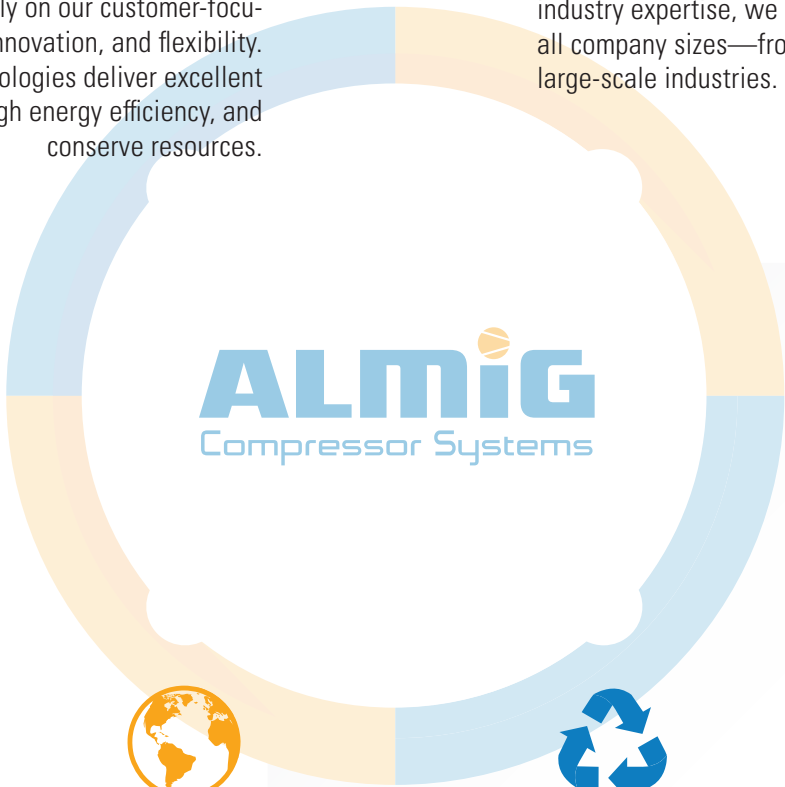 ly on our customer-focu-
nnovation, and flexibility.
ologies deliver excellent
gh energy efficiency, and
conserve resources.
industry expertise, we
all company sizes—fro
large-scale industries.
ALMiG
Compressor Systems